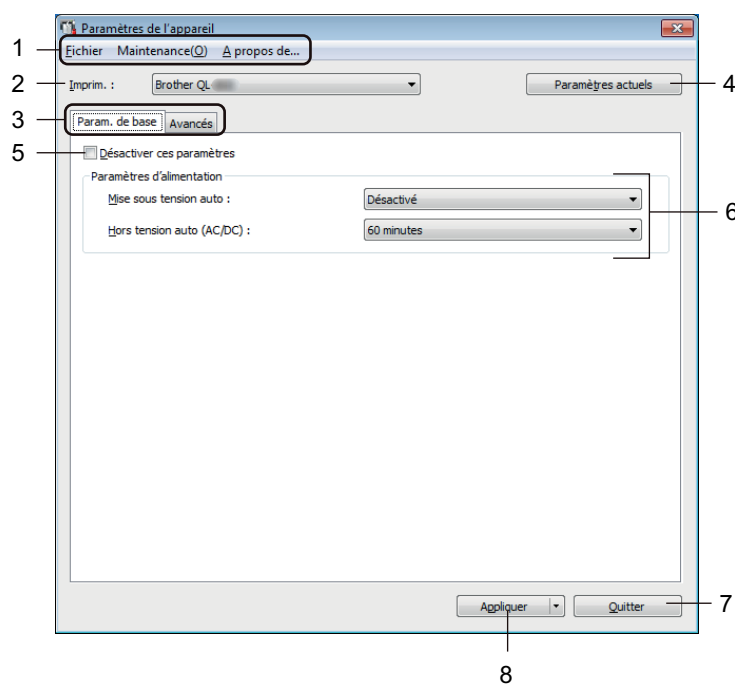 Paramètres de l'appareil
1 Fichier Maintenance(O) A propos de...
2 Imprim. : Brother QL Paramètres actuels 4
3 Param. de base Avancés
5 Désactiver ces paramètres
Paramètres d'alimentation
Mise sous tension auto : Désactivé
6
Hors tension auto (AC/DC) : 60 minutes
Appliquer Quitter 7
8